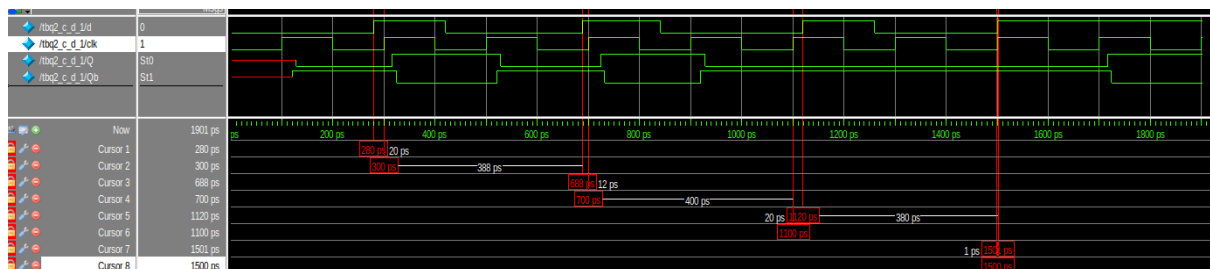 Msgs
/tbq2_c_d_1/d 0
/tbq2_c_d_1/clk 1
/tbq2_c_d_1/Q St0
/tbq2_c_d_1/Qb St1
Now 1901 ps ps 200 ps 400 ps 600 ps 800 ps 1000 ps 1200 ps 1400 ps 1600 ps 1800 ps
Cursor 1 280 ps 280 ps 20 ps
Cursor 2 300 ps 300 ps 388 ps
Cursor 3 688 ps 688 ps 12 ps
Cursor 4 700 ps 700 ps 400 ps
Cursor 5 1120 ps 20 ps 1120 ps 380 ps
Cursor 6 1100 ps 1100 ps
Cursor 7 1501 ps 1 ps 1501 ps
Cursor 8 1500 ps 1500 ps